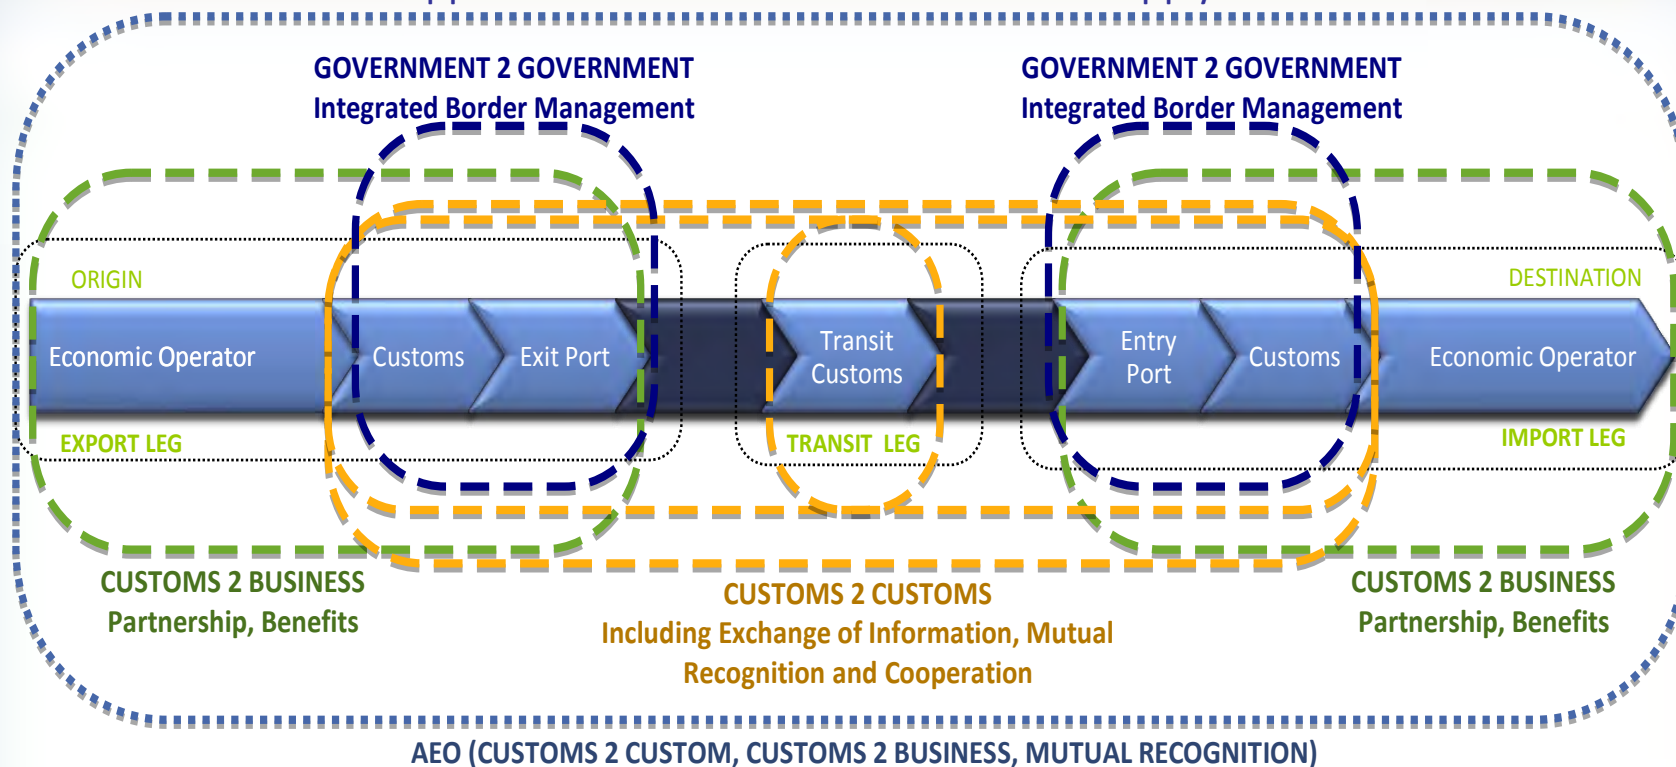 GOVERNMENT 2 GOVERNMENT
Integrated Border Management
GOVERNMENT 2 GOVERNMENT
Integrated Border Management
ORIGIN
DESTINATION
Economic Operator
Customs
Exit Port
Transit
Customs
Entry
Port
Customs
Economic Operator
EXPORT LEG
TRANSIT LEG
IMPORT LEG
CUSTOMS 2 BUSINESS
Partnership, Benefits
CUSTOMS 2 CUSTOMS
Including Exchange of Information, Mutual
Recognition and Cooperation
CUSTOMS 2 BUSINESS
Partnership, Benefits
AEO (CUSTOMS 2 CUSTOM, CUSTOMS 2 BUSINESS, MUTUAL RECOGNITION)